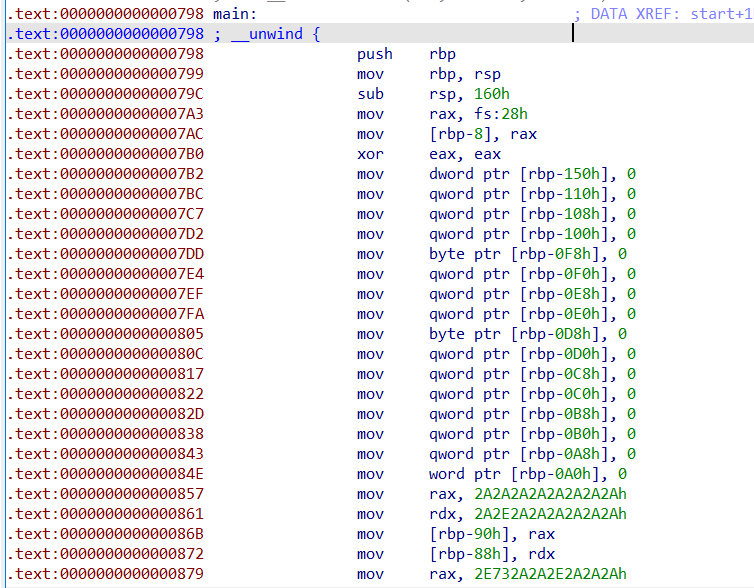 .text:0000000000000798 main: ; DATA XREF: start+1
.text:0000000000000798 ; __unwind {
.text:0000000000000798 push rbp
.text:0000000000000799 mov rbp, rsp
.text:000000000000079C sub rsp, 160h
.text:00000000000007A3 mov rax, fs:28h
.text:00000000000007AC mov [rbp-8], rax
.text:00000000000007B0 xor eax, eax
.text:00000000000007B2 mov dword ptr [rbp-150h], 0
.text:00000000000007BC mov qword ptr [rbp-110h], 0
.text:00000000000007C7 mov qword ptr [rbp-108h], 0
.text:00000000000007D2 mov qword ptr [rbp-100h], 0
.text:00000000000007DD mov byte ptr [rbp-0F8h], 0
.text:00000000000007E4 mov qword ptr [rbp-0F0h], 0
.text:00000000000007EF mov qword ptr [rbp-0E8h], 0
.text:00000000000007FA mov qword ptr [rbp-0E0h], 0
.text:0000000000000805 mov byte ptr [rbp-0D8h], 0
.text:000000000000080C mov qword ptr [rbp-0D0h], 0
.text:0000000000000817 mov qword ptr [rbp-0C8h], 0
.text:0000000000000822 mov qword ptr [rbp-0C0h], 0
.text:000000000000082D mov qword ptr [rbp-0B8h], 0
.text:0000000000000838 mov qword ptr [rbp-0B0h], 0
.text:0000000000000843 mov qword ptr [rbp-0A8h], 0
.text:000000000000084E mov word ptr [rbp-0A0h], 0
.text:0000000000000857 mov rax, 2A2A2A2A2A2A2A2Ah
.text:0000000000000861 mov rdx, 2A2E2A2A2A2A2A2Ah
.text:000000000000086B mov [rbp-90h], rax
.text:0000000000000872 mov [rbp-88h], rdx
.text:0000000000000879 mov rax, 2E732A2A2E2A2A2Ah